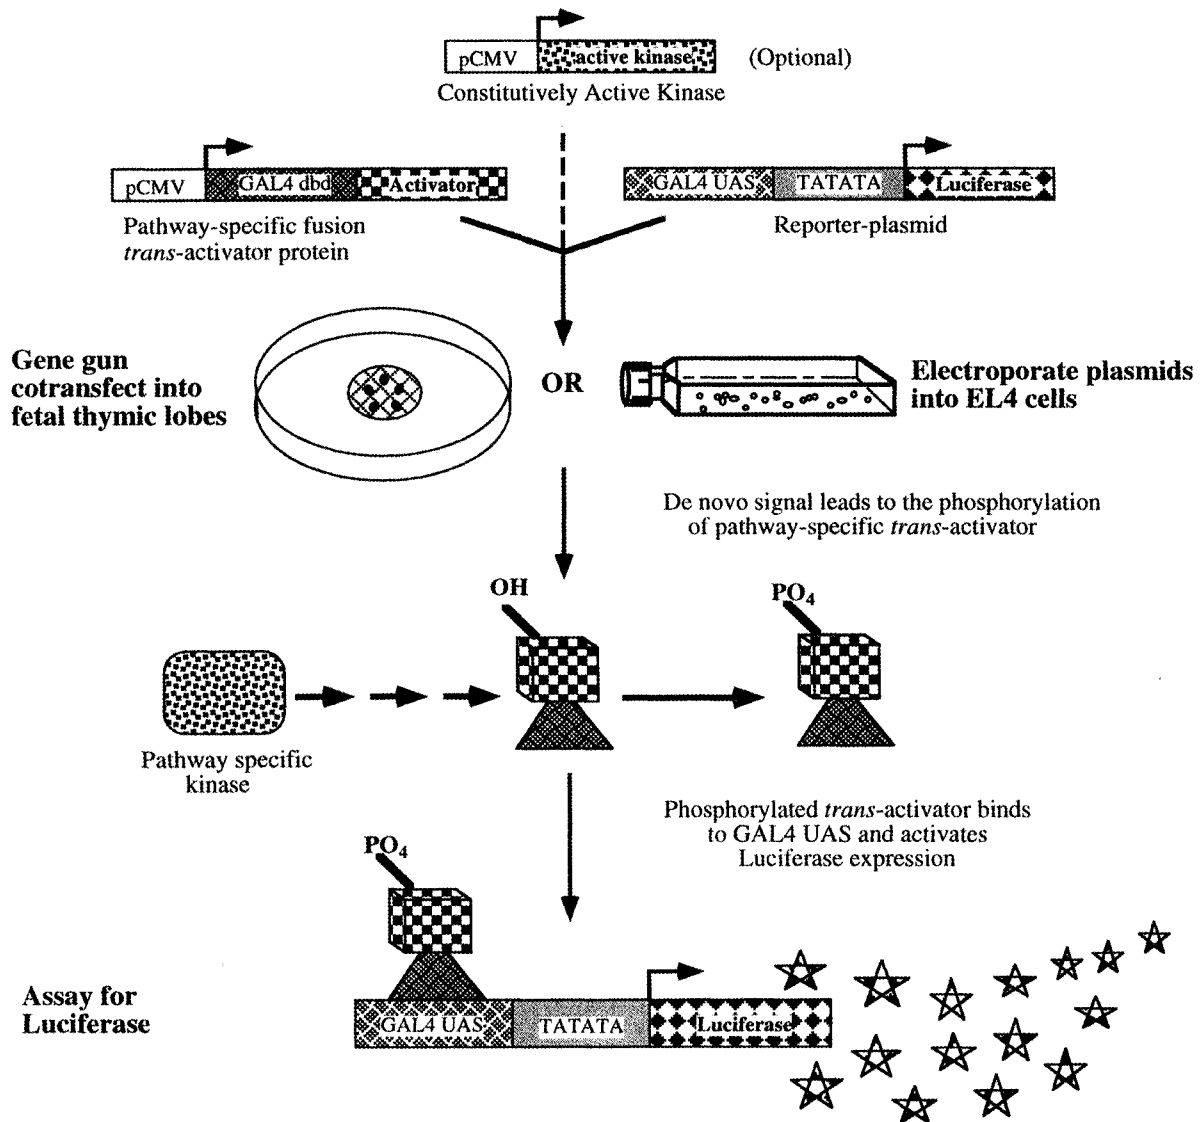 pCMV active kinase (Optional)
Constitutively Active Kinase
pCMV GAL4 dbd Activator
GAL4 UAS TATATA Luciferase
Pathway-specific fusion
trans-activator protein
Reporter-plasmid
Gene gun
cotransfect into
fetal thymic lobes
OR
Electroporate plasmids
into EL4 cells
De novo signal leads to the phosphorylation
of pathway-specific trans-activator
OH
PO4
Pathway specific
kinase
Phosphorylated trans-activator binds
to GAL4 UAS and activates
Luciferase expression
PO4
Assay for
Luciferase
GAL4 UAS TATATA Luciferase